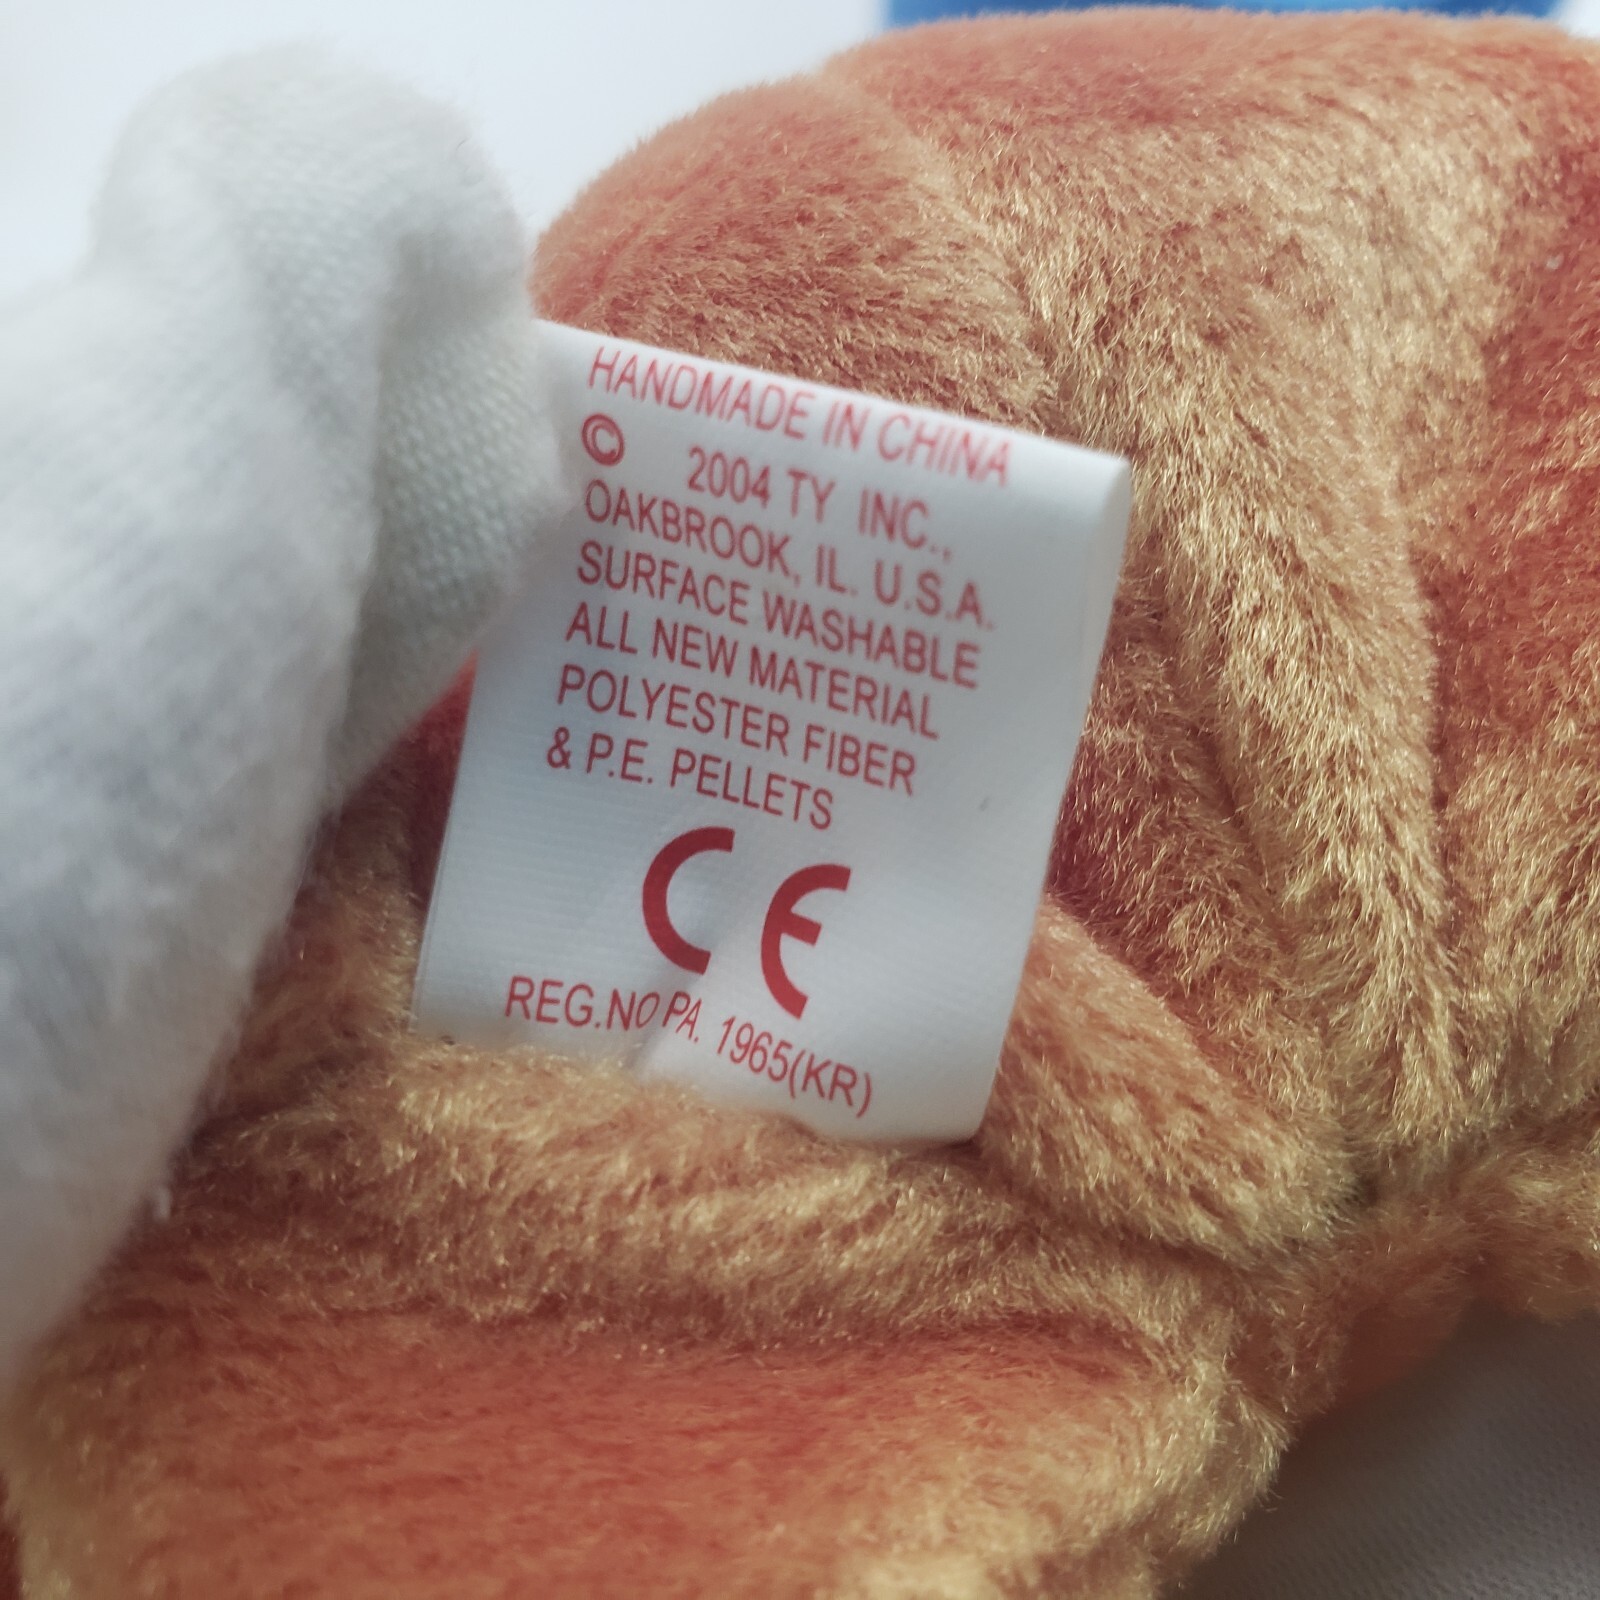 HANDMADE IN CHINA
© 2004 TY INC.,
OAKBROOK, IL. U.S.A.
SURFACE WASHABLE
ALL NEW MATERIAL
POLYESTER FIBER
& P.E. PELLETS
CE
REG.NO PA. 1965(KR)